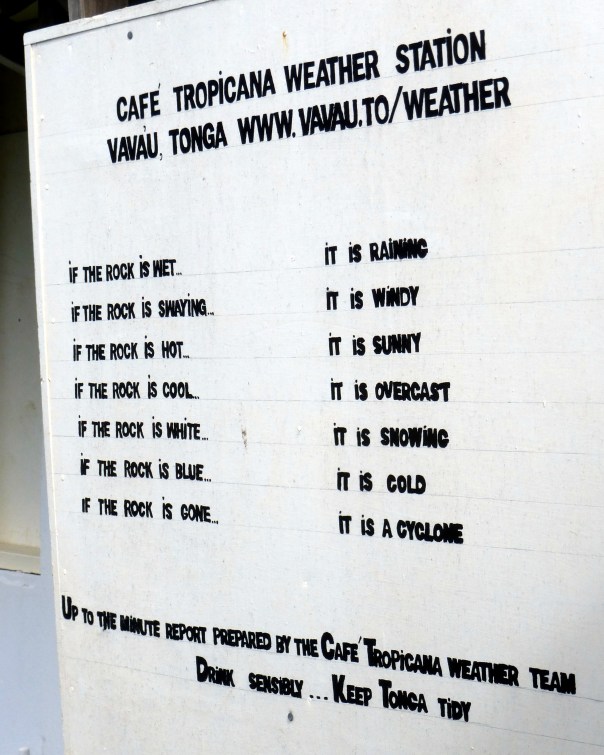 CAFÉ TROPICANA WEATHER STATION
VAVA'U, TONGA WWW.VAVAU.TO/WEATHER
IF THE ROCK IS WET... IT IS RAINING
IF THE ROCK IS SWAYING... IT IS WINDY
IF THE ROCK IS HOT... IT IS SUNNY
IF THE ROCK IS COOL... IT IS OVERCAST
IF THE ROCK IS WHITE... IT IS SNOWING
IF THE ROCK IS BLUE... IT IS COLD
IF THE ROCK IS GONE... IT IS A CYCLONE
UP TO THE MINUTE REPORT PREPARED BY THE CAFÉ TROPICANA WEATHER TEAM
DRINK SENSIBLY ... KEEP TONGA TIDY